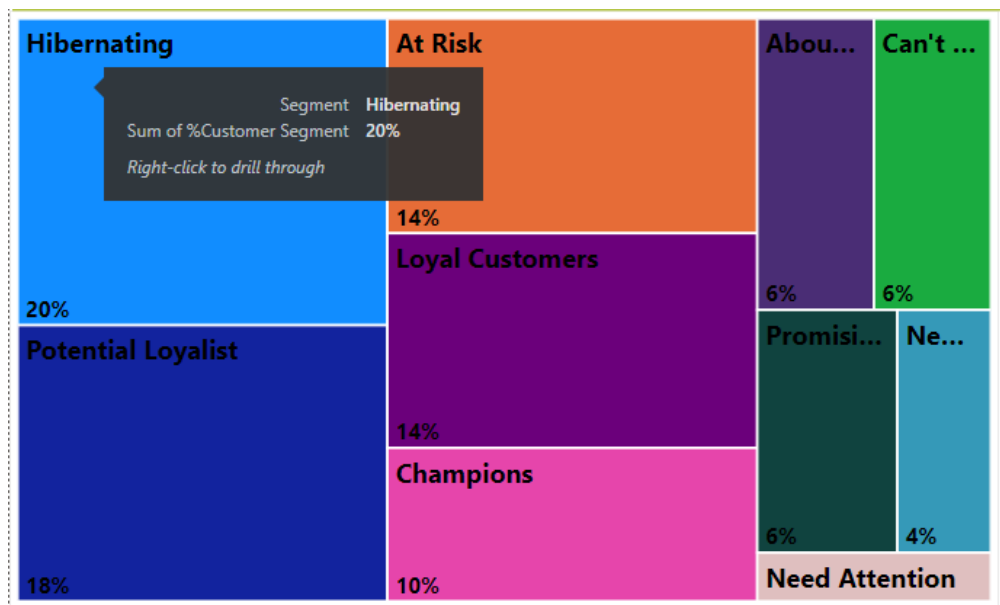 Hibernating
Segment Hibernating
Sum of %Customer Segment 20%
Right-click to drill through
20%
Potential Loyalist
18%
At Risk
14%
Loyal Customers
14%
Champions
10%
Abou...
6%
Can't ...
6%
Promisi...
6%
Ne...
4%
Need Attention